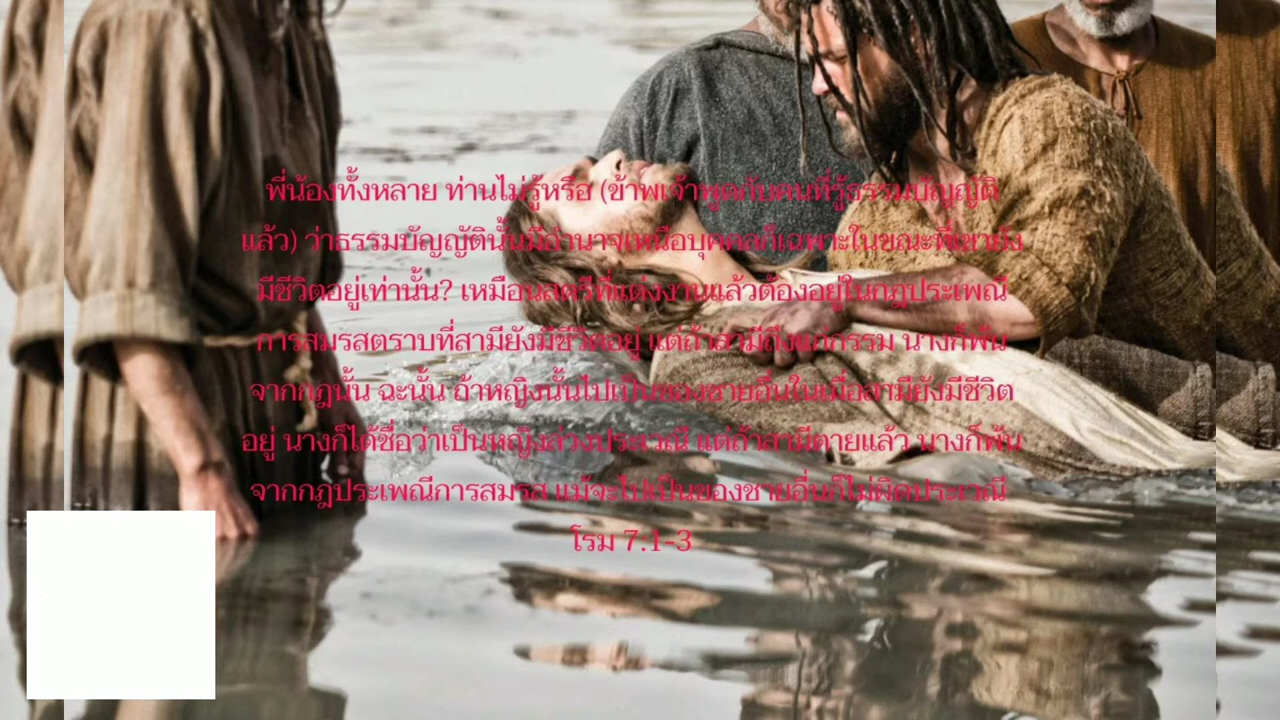 พี่น้องทั้งหลาย ท่านไม่รู้หรือ (ข้าพเจ้าพูดกับคนที่รู้ธรรมบัญญัติ
แล้ว) ว่าธรรมบัญญัตินั้นมีอำนาจเหนือบุคคลก็เฉพาะในขณะที่เขายัง
มีชีวิตอยู่เท่านั้น? เหมือนสตรีที่แต่งงานแล้วต้องอยู่ในกฎประเพณี
การสมรสตราบที่สามียังมีชีวิตอยู่ แต่ถ้าสามีถึงแก่กรรม นางก็พ้น
จากกฎนั้น ฉะนั้น ถ้าหญิงนั้นไปเป็นของชายอื่นในเมื่อสามียังมีชีวิต
อยู่ นางก็ได้ชื่อว่าเป็นหญิงล่วงประเวณี แต่ถ้าสามีตายแล้ว นางก็พ้น
จากกฎประเพณีการสมรส แม้จะไปเป็นของชายอื่นก็ไม่ผิดประเวณี
โรม 7:1-3